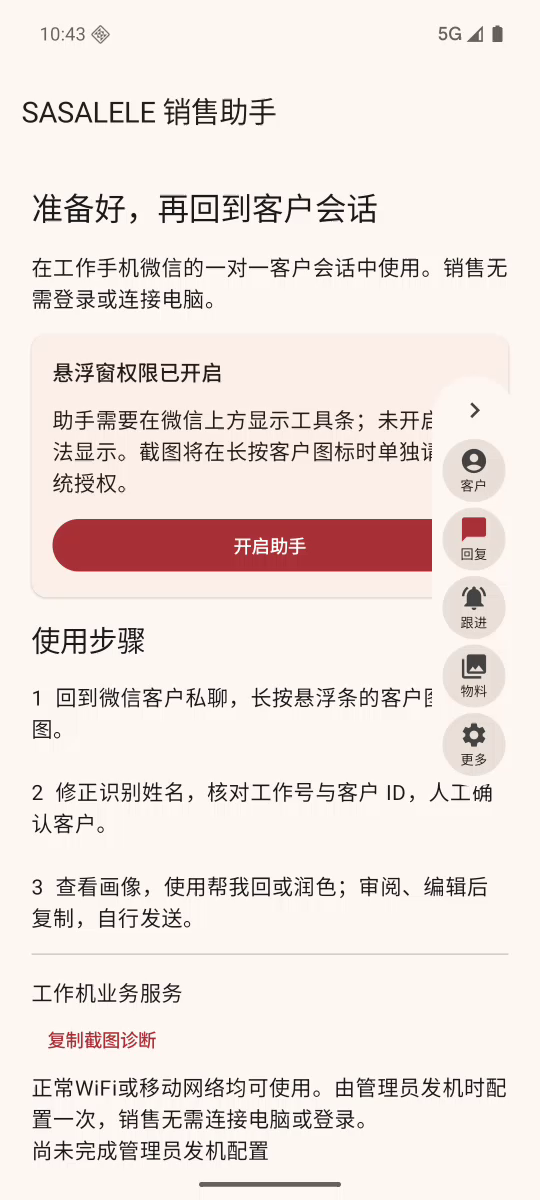 10:43
5G
SASALELE 销售助手
准备好，再回到客户会话
在工作手机微信的一对一客户会话中使用。销售无
需登录或连接电脑。
悬浮窗权限已开启
助手需要在微信上方显示工具条；未开启
法显示。截图将在长按客户图标时单独请
统授权。
开启助手
客户
回复
跟进
物料
更多
使用步骤
1 回到微信客户私聊，长按悬浮条的客户图
图。
2 修正识别姓名，核对工作号与客户 ID，人工确
认客户。
3 查看画像，使用帮我回或润色；审阅、编辑后
复制，自行发送。
工作机业务服务
复制截图诊断
正常WiFi或移动网络均可使用。由管理员发机时配
置一次，销售无需连接电脑或登录。
尚未完成管理员发机配置